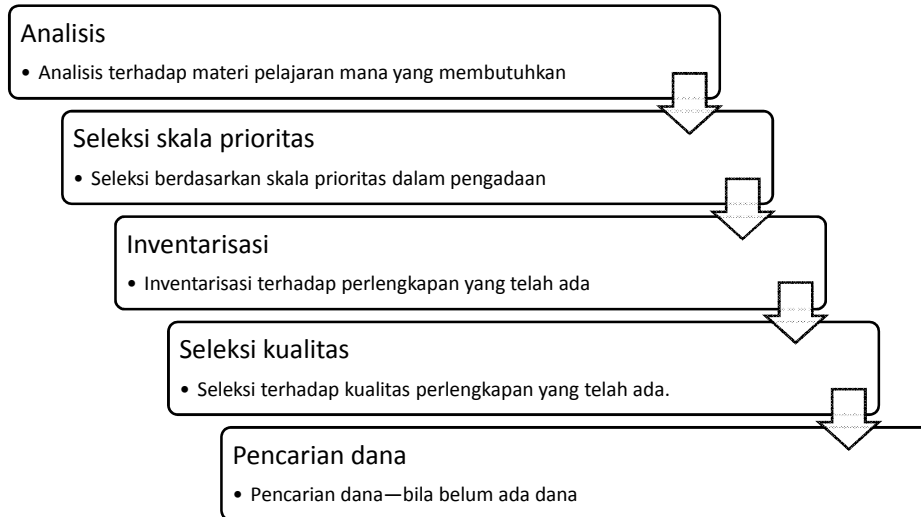 Analisis
• Analisis terhadap materi pelajaran mana yang membutuhkan
Seleksi skala prioritas
• Seleksi berdasarkan skala prioritas dalam pengadaan
Inventarisasi
• Inventarisasi terhadap perlengkapan yang telah ada
Seleksi kualitas
• Seleksi terhadap kualitas perlengkapan yang telah ada.
Pencarian dana
• Pencarian dana—bila belum ada dana